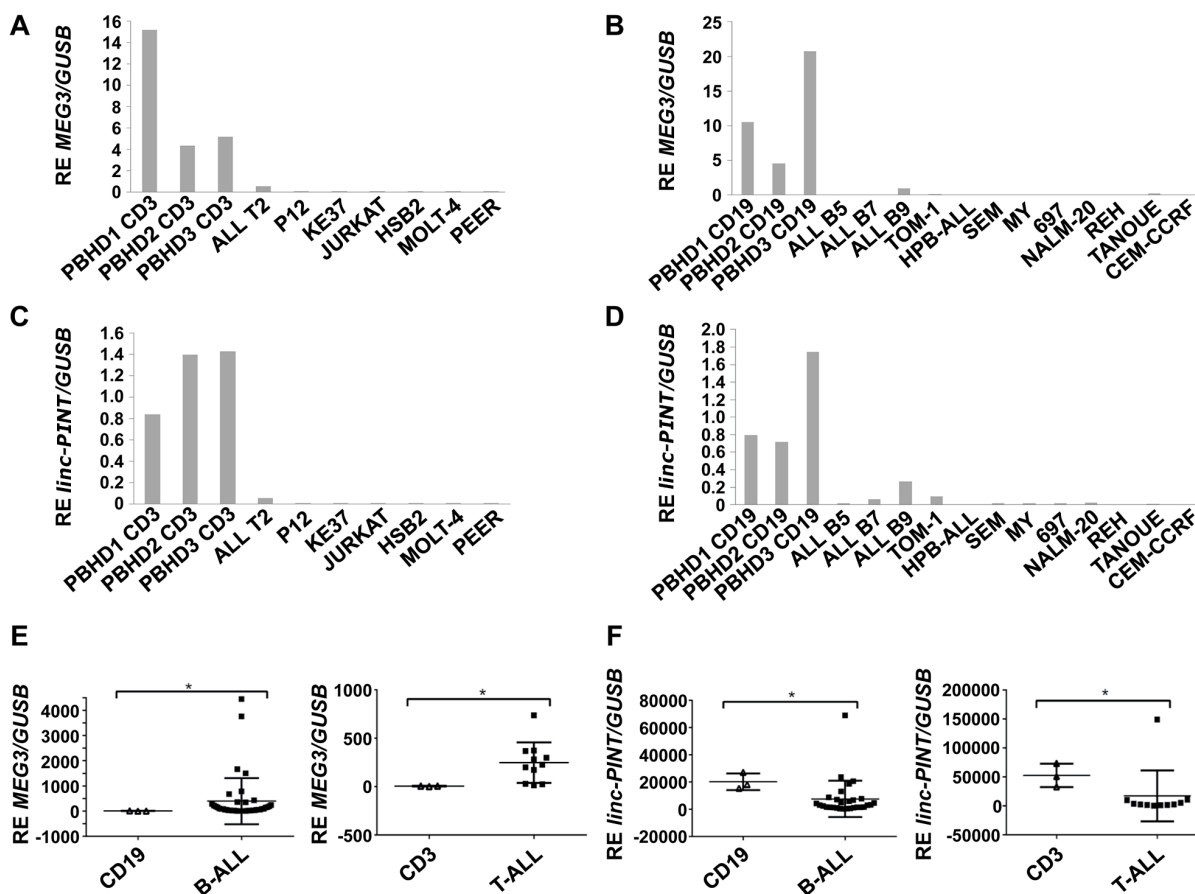 A
RE MEG3/GUSB
16
14
12
10
8
6
4
2
0
PBHD1 CD3
PBHD2 CD3
PBHD3 CD3
ALL T2
P12
KE37
JURKAT
HSB2
MOLT-4
PEER
B
RE MEG3/GUSB
25
20
15
10
5
0
PBHD1 CD19
PBHD2 CD19
PBHD3 CD19
ALL B5
ALL B7
ALL B9
TOM-1
HPB-ALL
SEM
MY
697
NALM-20
REH
TANOUE
CEM-CCRF
C
RE linc-PINT/GUSB
1.6
1.4
1.2
1.0
0.8
0.6
0.4
0.2
0
PBHD1 CD3
PBHD2 CD3
PBHD3 CD3
ALL T2
P12
KE37
JURKAT
HSB2
MOLT-4
PEER
D
RE linc-PINT/GUSB
2.0
1.8
1.6
1.4
1.2
1.0
0.8
0.6
0.4
0.2
0
PBHD1 CD19
PBHD2 CD19
PBHD3 CD19
ALL B5
ALL B7
ALL B9
TOM-1
HPB-ALL
SEM
MY
697
NALM-20
REH
TANOUE
CEM-CCRF
E
RE MEG3/GUSB
4000
3000
2000
1000
0
-1000
*
CD19
B-ALL
RE MEG3/GUSB
1000
500
0
-500
*
CD3
T-ALL
F
RE linc-PINT/GUSB
80000
60000
40000
20000
0
-20000
*
CD19
B-ALL
RE linc-PINT/GUSB
200000
150000
100000
50000
0
-50000
*
CD3
T-ALL